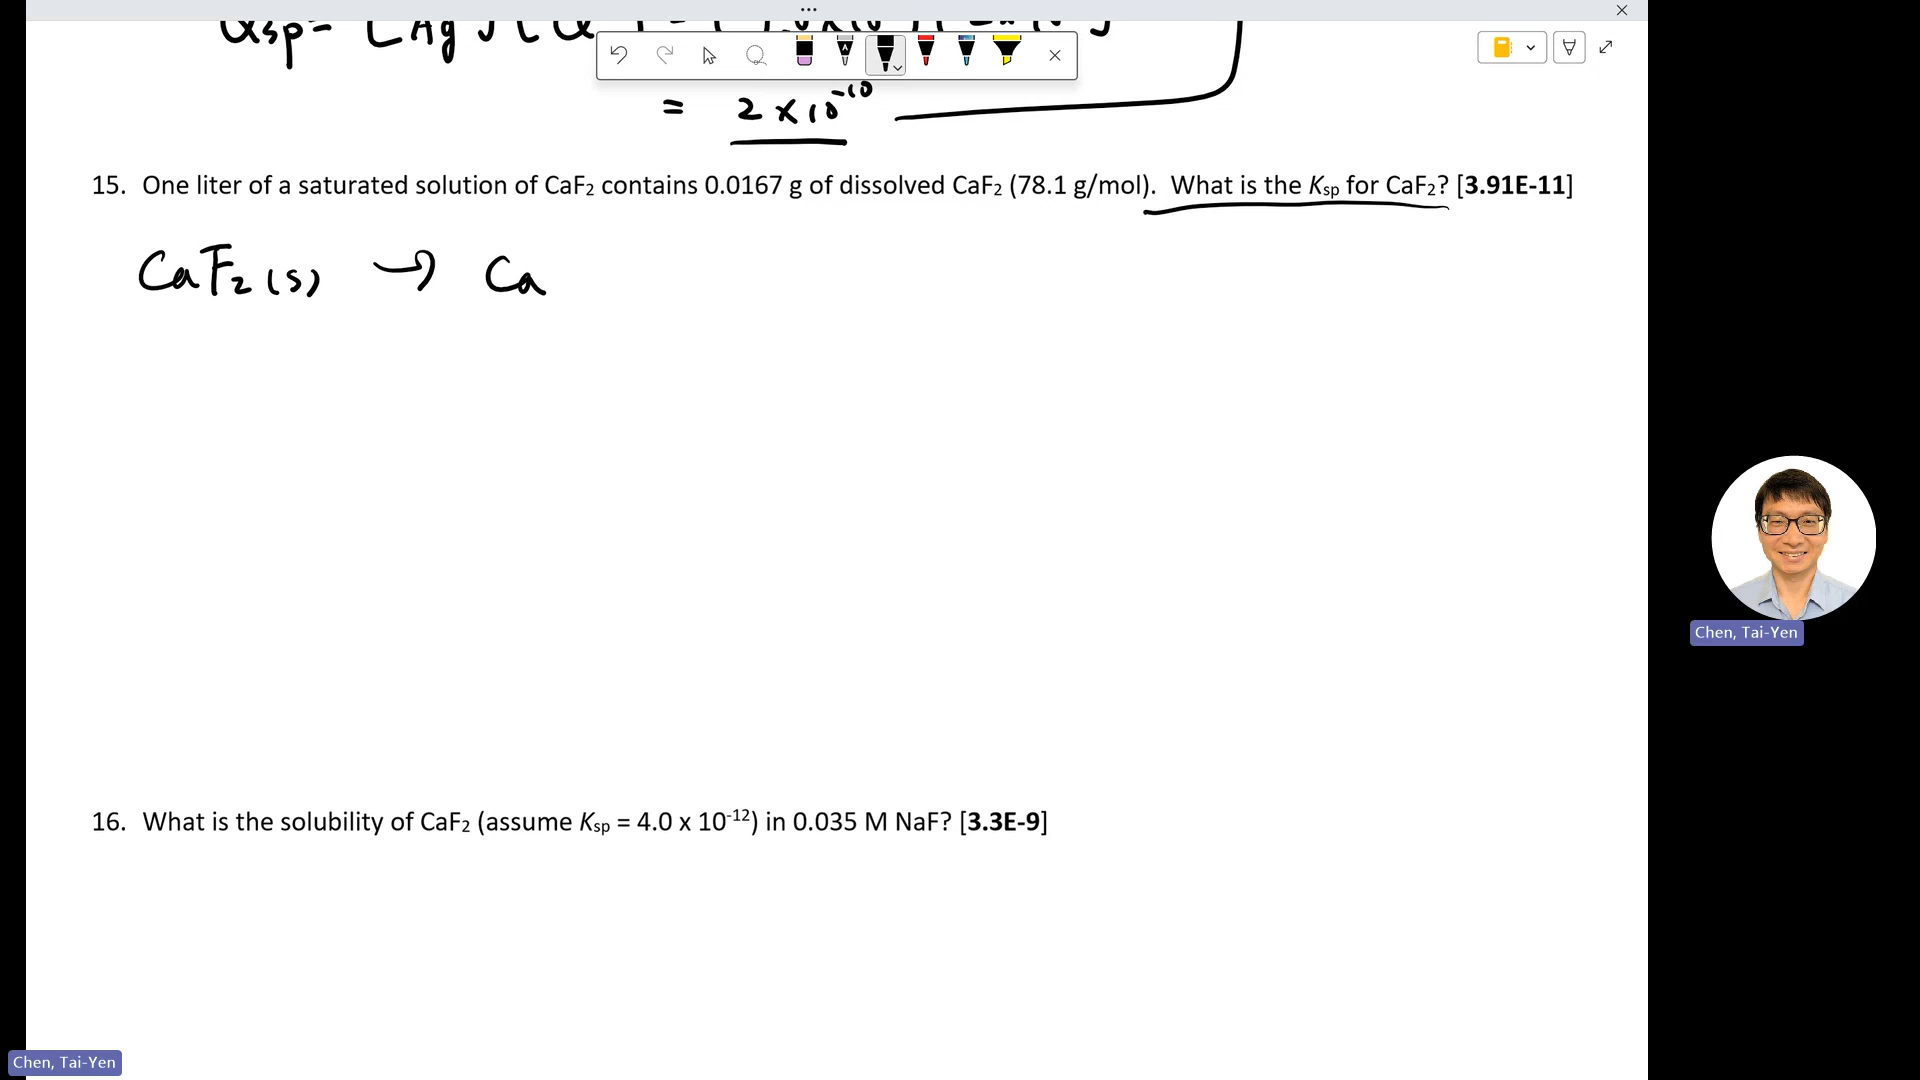 = 2 x 10⁻¹⁰
15. One liter of a saturated solution of CaF₂ contains 0.0167 g of dissolved CaF₂ (78.1 g/mol). What is the Ksp for CaF₂? [3.91E-11]
CaF₂ (s) → Ca
Chen, Tai-Yen
16. What is the solubility of CaF₂ (assume Ksp = 4.0 x 10⁻¹²) in 0.035 M NaF? [3.3E-9]
Chen, Tai-Yen